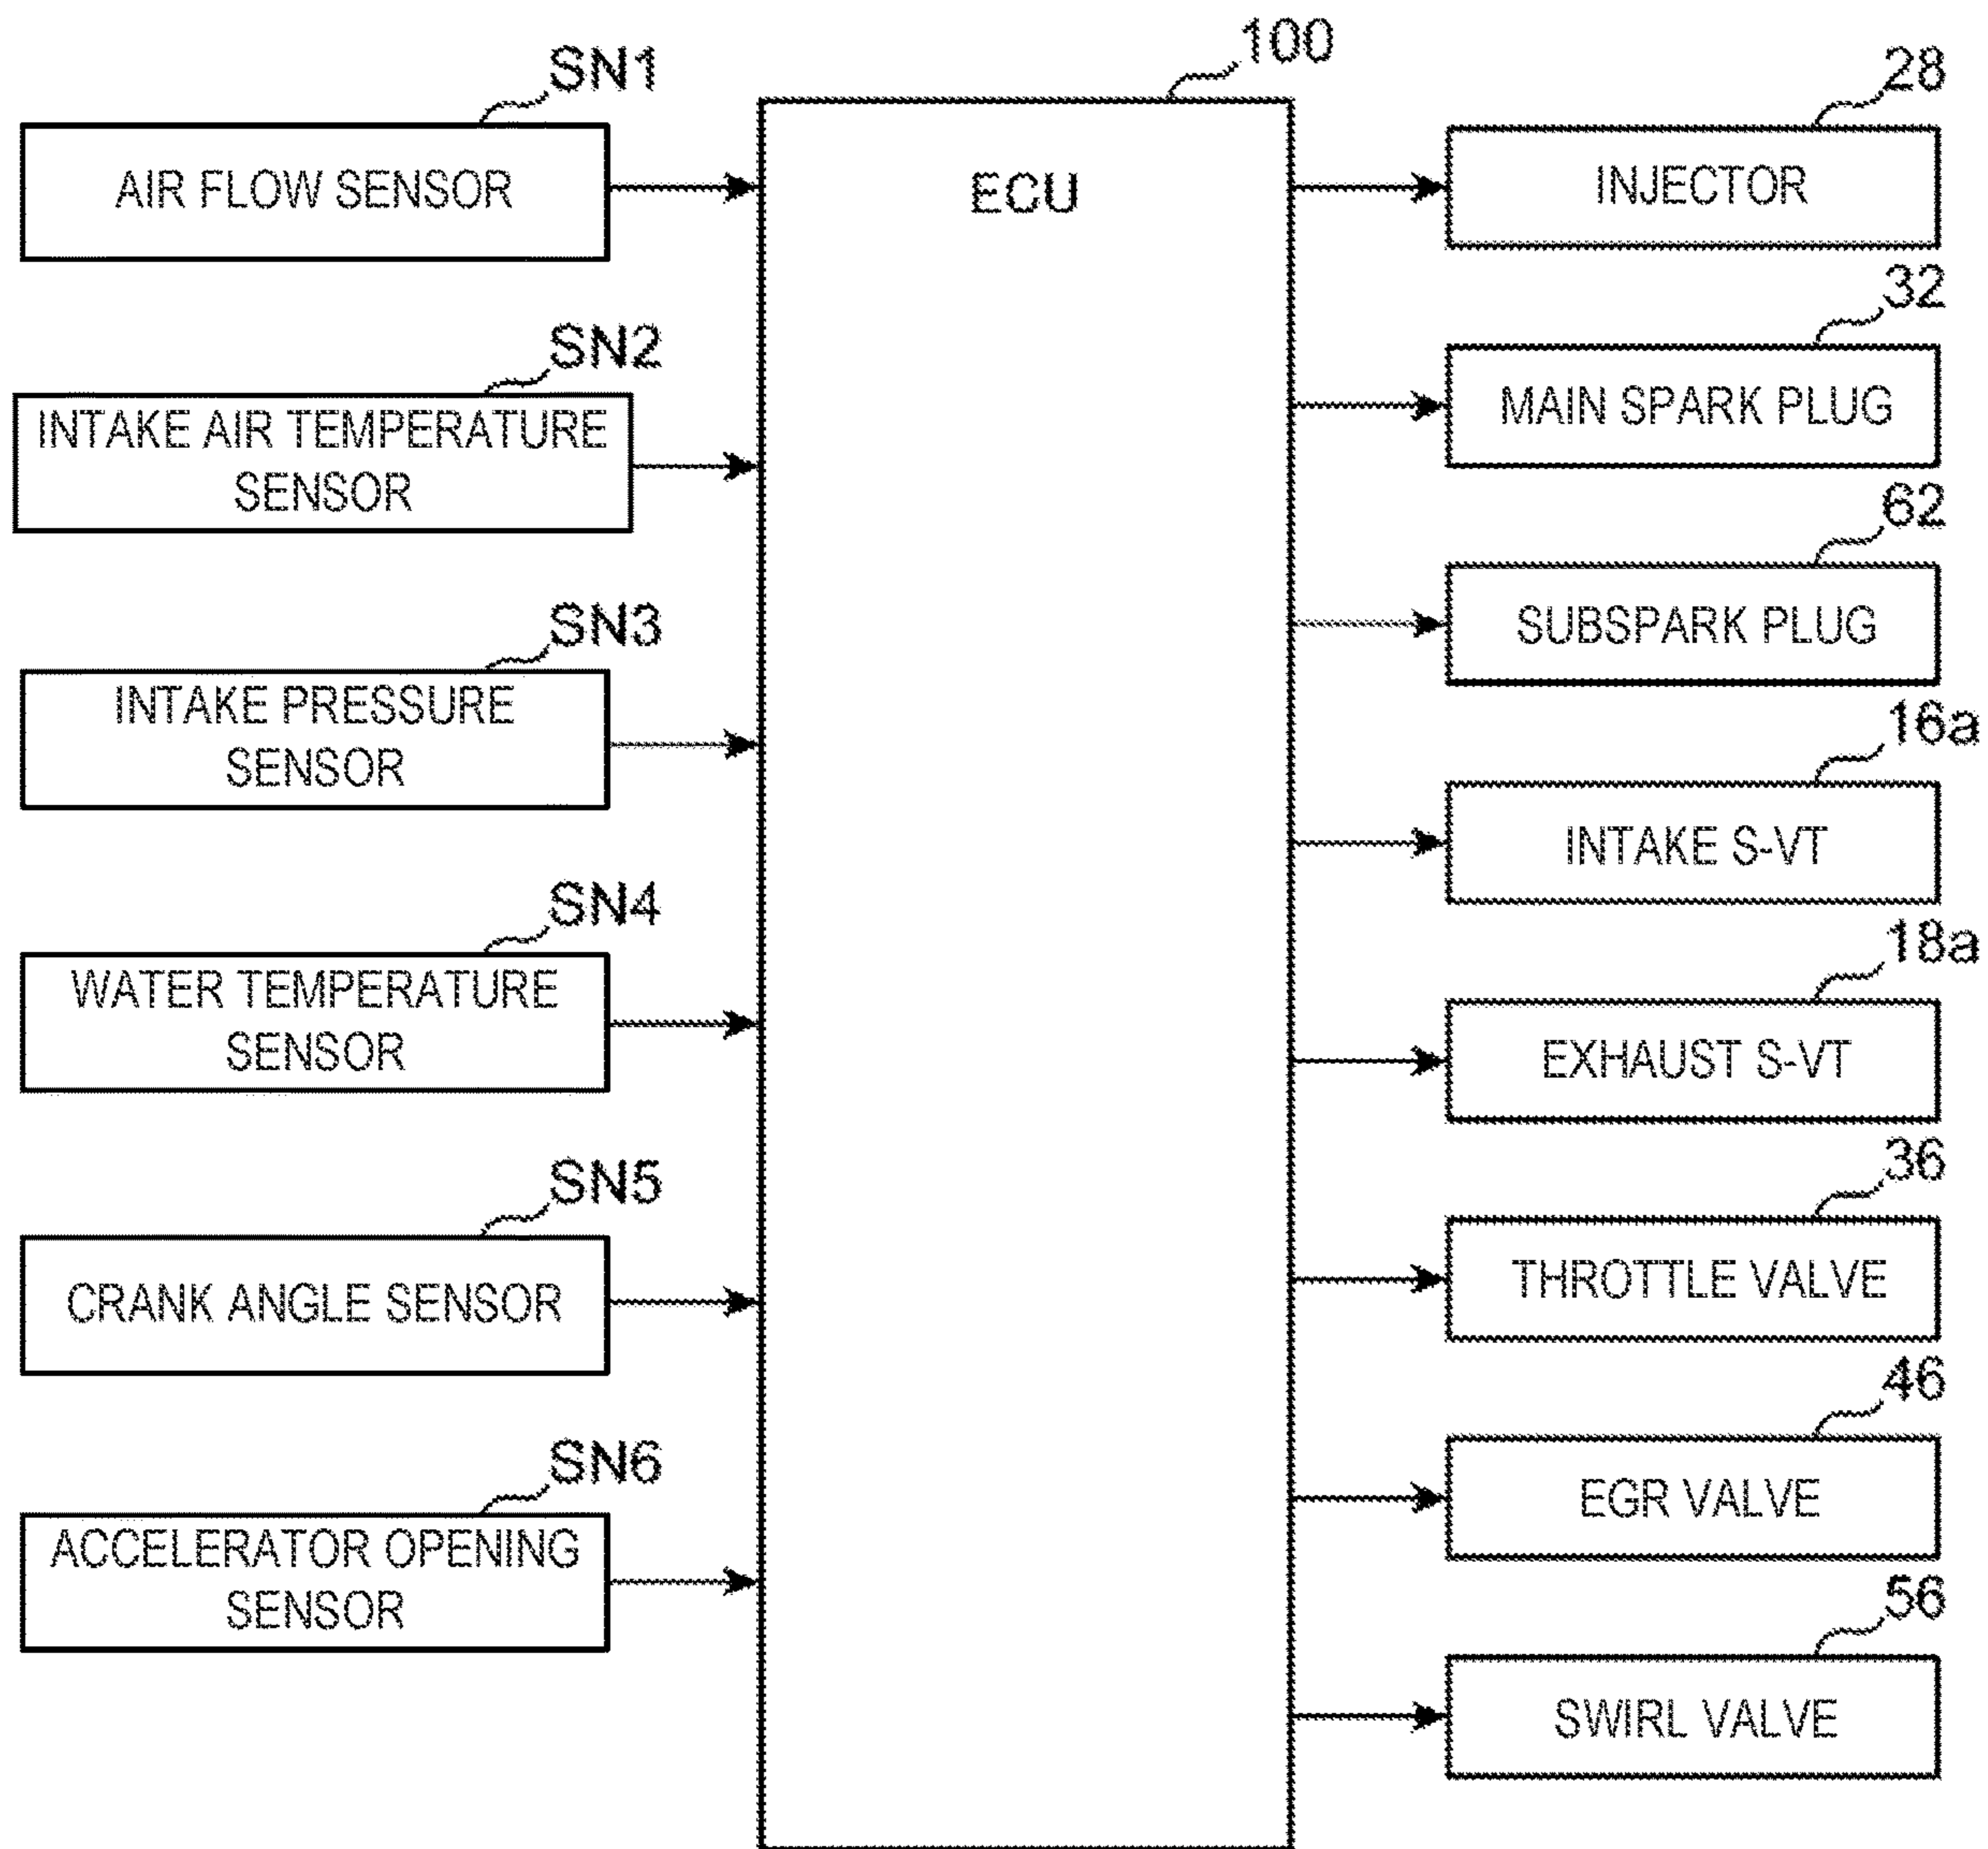 SN1
AIR FLOW SENSOR
SN2
INTAKE AIR TEMPERATURE
SENSOR
SN3
INTAKE PRESSURE
SENSOR
SN4
WATER TEMPERATURE
SENSOR
SN5
CRANK ANGLE SENSOR
SN6
ACCELERATOR OPENING
SENSOR
100
ECU
28
INJECTOR
32
MAIN SPARK PLUG
62
SUBSPARK PLUG
16a
INTAKE S-VT
18a
EXHAUST S-VT
36
THROTTLE VALVE
46
EGR VALVE
56
SWIRL VALVE